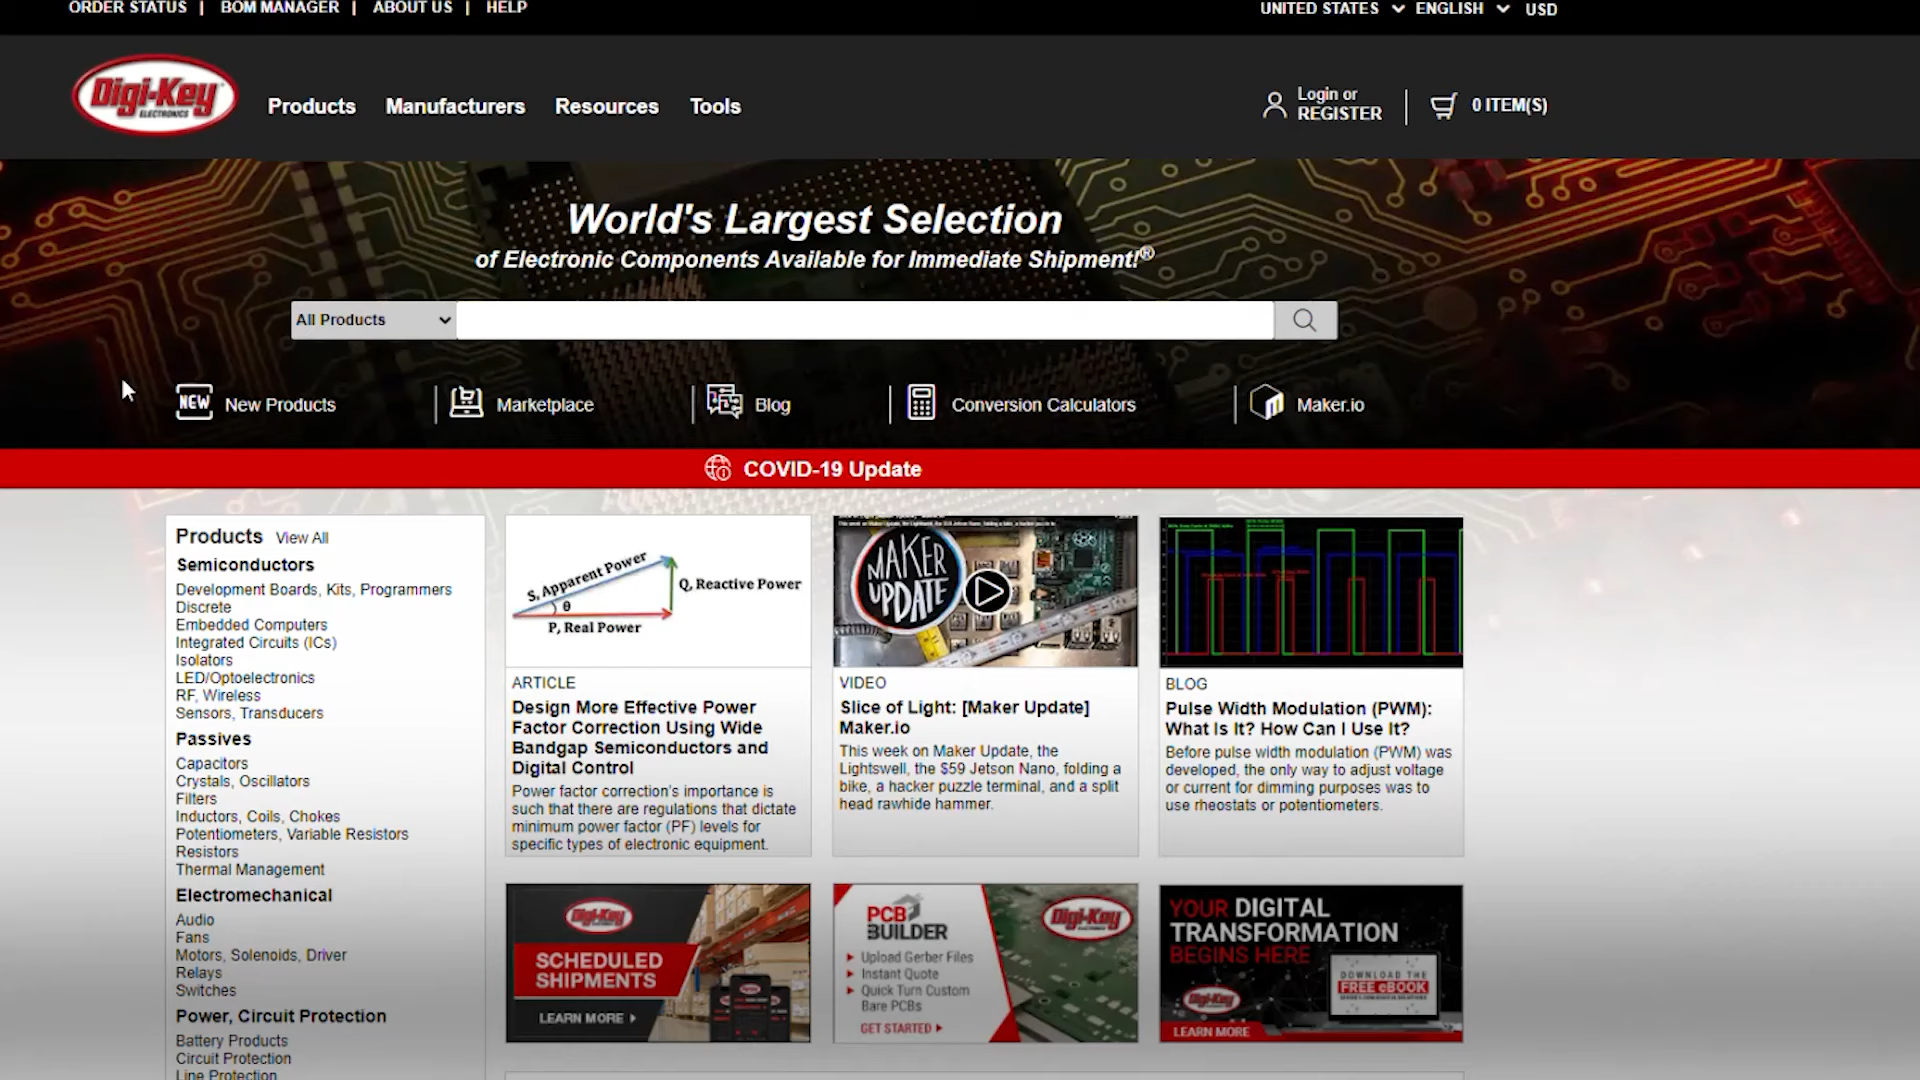 ORDER STATUS | BOM MANAGER | ABOUT US | HELP
UNITED STATES ENGLISH USD
Digi-Key
ELECTRONICS
Products Manufacturers Resources Tools
Login or
REGISTER
0 ITEM(S)
World's Largest Selection
of Electronic Components Available for Immediate Shipment!®
All Products
NEW New Products
Marketplace
Blog
Conversion Calculators
Maker.io
COVID-19 Update
Products View All
Semiconductors
Development Boards, Kits, Programmers
Discrete
Embedded Computers
Integrated Circuits (ICs)
Isolators
LED/Optoelectronics
RF, Wireless
Sensors, Transducers
Passives
Capacitors
Crystals, Oscillators
Filters
Inductors, Coils, Chokes
Potentiometers, Variable Resistors
Resistors
Thermal Management
Electromechanical
Audio
Fans
Motors, Solenoids, Driver
Relays
Switches
Power, Circuit Protection
Battery Products
Circuit Protection
Line Protection
S, Apparent Power
Q, Reactive Power
θ
P, Real Power
ARTICLE
Design More Effective Power
Factor Correction Using Wide
Bandgap Semiconductors and
Digital Control
Power factor correction's importance is
such that there are regulations that dictate
minimum power factor (PF) levels for
specific types of electronic equipment.
MAKER
UPDATE
VIDEO
Slice of Light: [Maker Update]
Maker.io
This week on Maker Update, the
Lightswell, the $59 Jetson Nano, folding a
bike, a hacker puzzle terminal, and a split
head rawhide hammer.
BLOG
Pulse Width Modulation (PWM):
What Is It? How Can I Use It?
Before pulse width modulation (PWM) was
developed, the only way to adjust voltage
or current for dimming purposes was to
use rheostats or potentiometers.
Digi-Key
SCHEDULED
SHIPMENTS
LEARN MORE
PCB
BUILDER
Upload Gerber Files
Instant Quote
Quick Turn Custom
Bare PCBs
GET STARTED
Digi-Key
YOUR DIGITAL
TRANSFORMATION
BEGINS HERE
DOWNLOAD THE
FREE eBOOK
Digi-Key
LEARN MORE